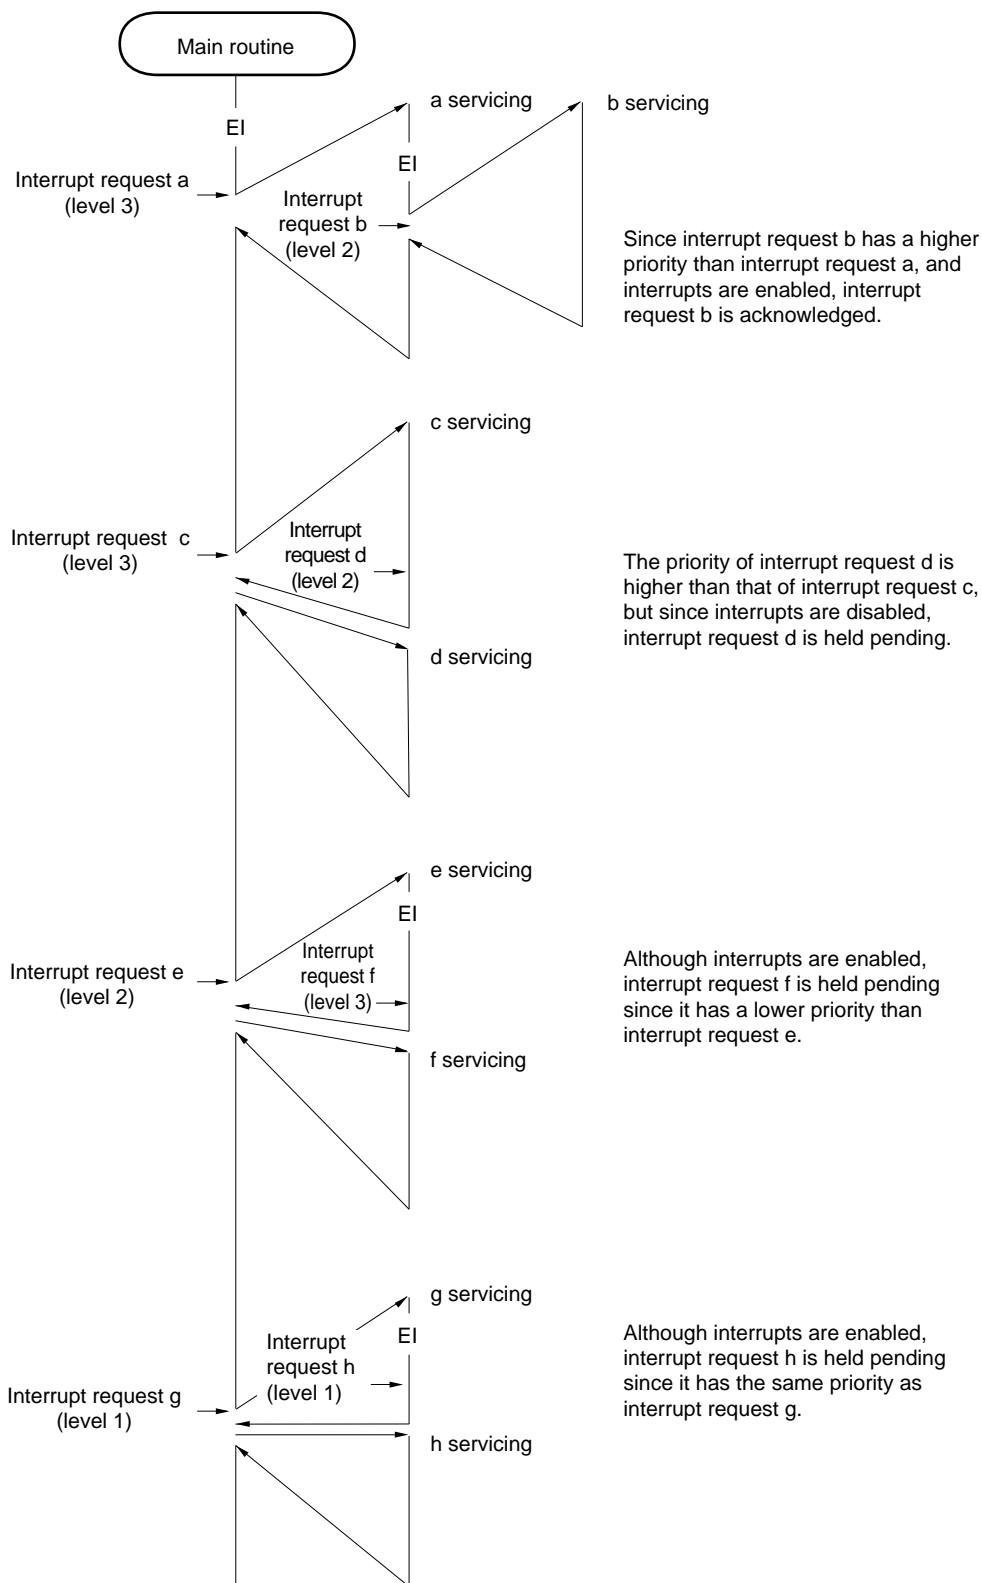 Main routine
EI
a servicing
b servicing
EI
Interrupt request a
(level 3)
Interrupt
request b
(level 2)
Since interrupt request b has a higher
priority than interrupt request a, and
interrupts are enabled, interrupt
request b is acknowledged.
c servicing
Interrupt request c
(level 3)
Interrupt
request d
(level 2)
The priority of interrupt request d is
higher than that of interrupt request c,
but since interrupts are disabled,
interrupt request d is held pending.
d servicing
e servicing
EI
Interrupt request e
(level 2)
Interrupt
request f
(level 3)
Although interrupts are enabled,
interrupt request f is held pending
since it has a lower priority than
interrupt request e.
f servicing
g servicing
EI
Interrupt request g
(level 1)
Interrupt
request h
(level 1)
Although interrupts are enabled,
interrupt request h is held pending
since it has the same priority as
interrupt request g.
h servicing